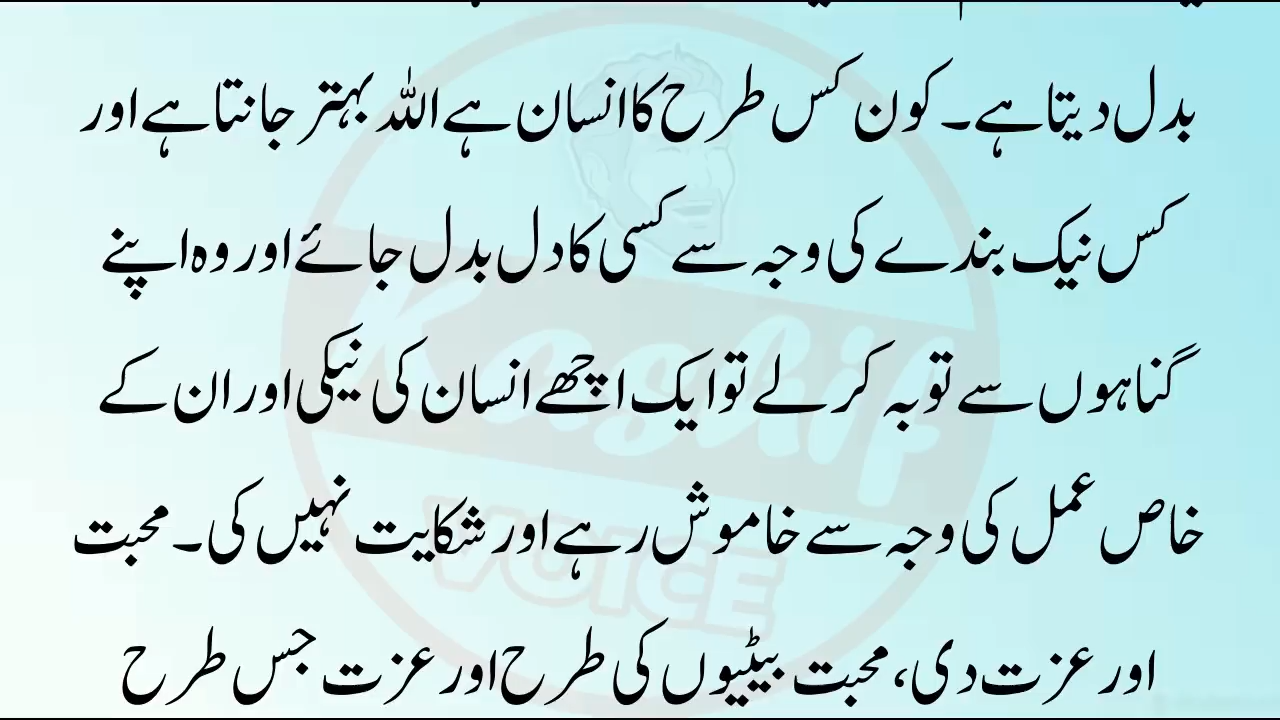 بدل دیتا ہے۔ کون کس طرح کا انسان ہے اللہ بہتر جانتا ہے اور
کس نیک بندے کی وجہ سے کسی کا دل بدل جائے اور وہ اپنے
گناہوں سے توبہ کر لے تو ایک اچھے انسان کی نیکی اور ان کے
خاص عمل کی وجہ سے خاموش رہے اور شکایت نہیں کی۔ محبت
اور عزت دی، محبت بیٹیوں کی طرح اور عزت جس طرح
Kashif
VOICE